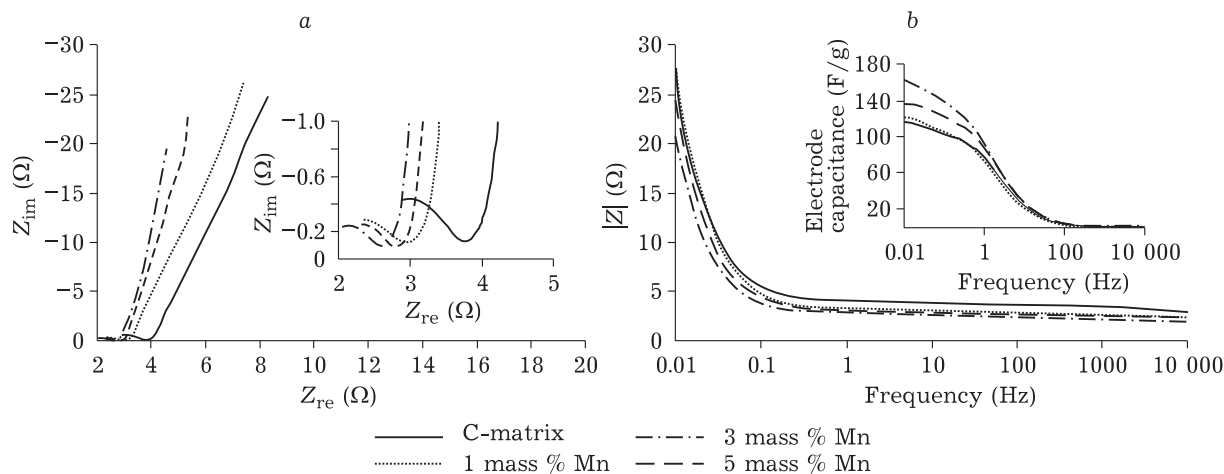 a
−30
−25
−20
−15
−10
−5
0
Z_im (Ω)
2 4 6 8 10 12 14 16 18 20
Z_re (Ω)
−1.0
−0.6
−0.2
0
Z_im (Ω)
2 3 4 5
Z_re (Ω)
b
30
25
20
15
10
5
0
|Z| (Ω)
0.01 0.1 1 10 100 1000 10 000
Frequency (Hz)
180
140
100
60
20
Electrode
capacitance (F/g)
0.01 1 100 10 000
Frequency (Hz)
C-matrix
1 mass % Mn
3 mass % Mn
5 mass % Mn